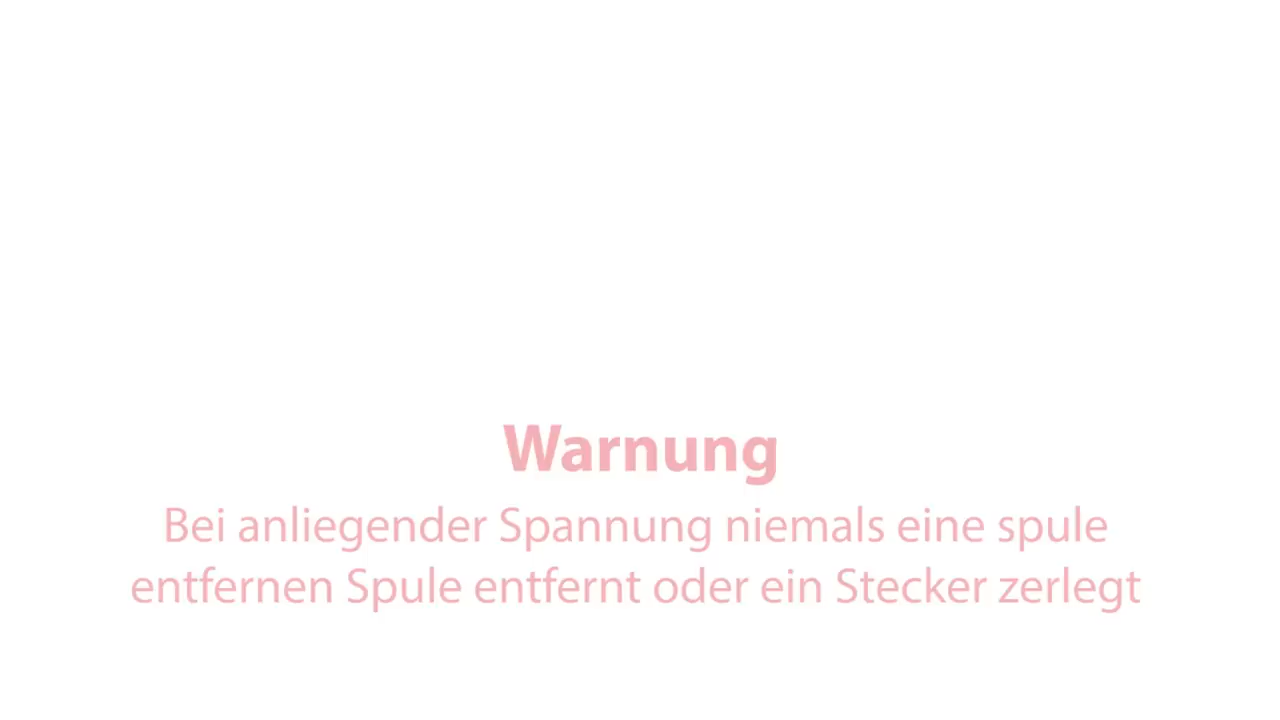 Warnung
Bei anliegender Spannung niemals eine spule
entfernen Spule entfernt oder ein Stecker zerlegt